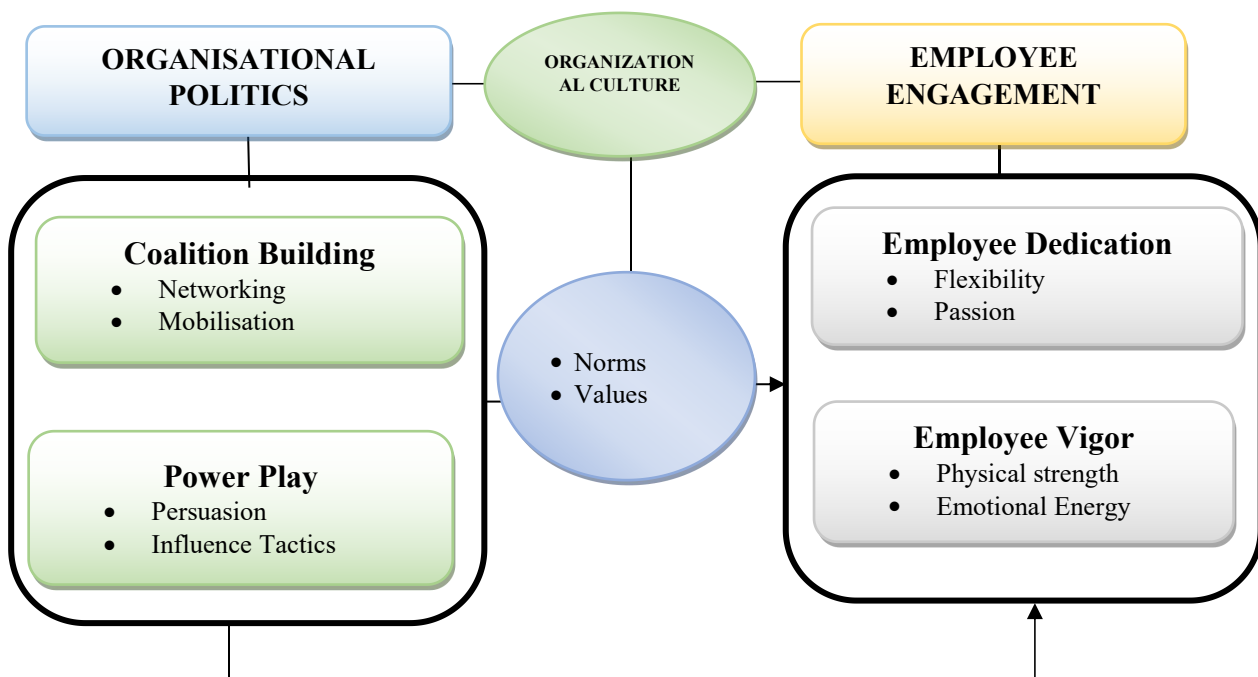 ORGANISATIONAL
POLITICS
ORGANIZATION
AL CULTURE
EMPLOYEE
ENGAGEMENT
Coalition Building
• Networking
• Mobilisation
Power Play
• Persuasion
• Influence Tactics
• Norms
• Values
Employee Dedication
• Flexibility
• Passion
Employee Vigor
• Physical strength
• Emotional Energy